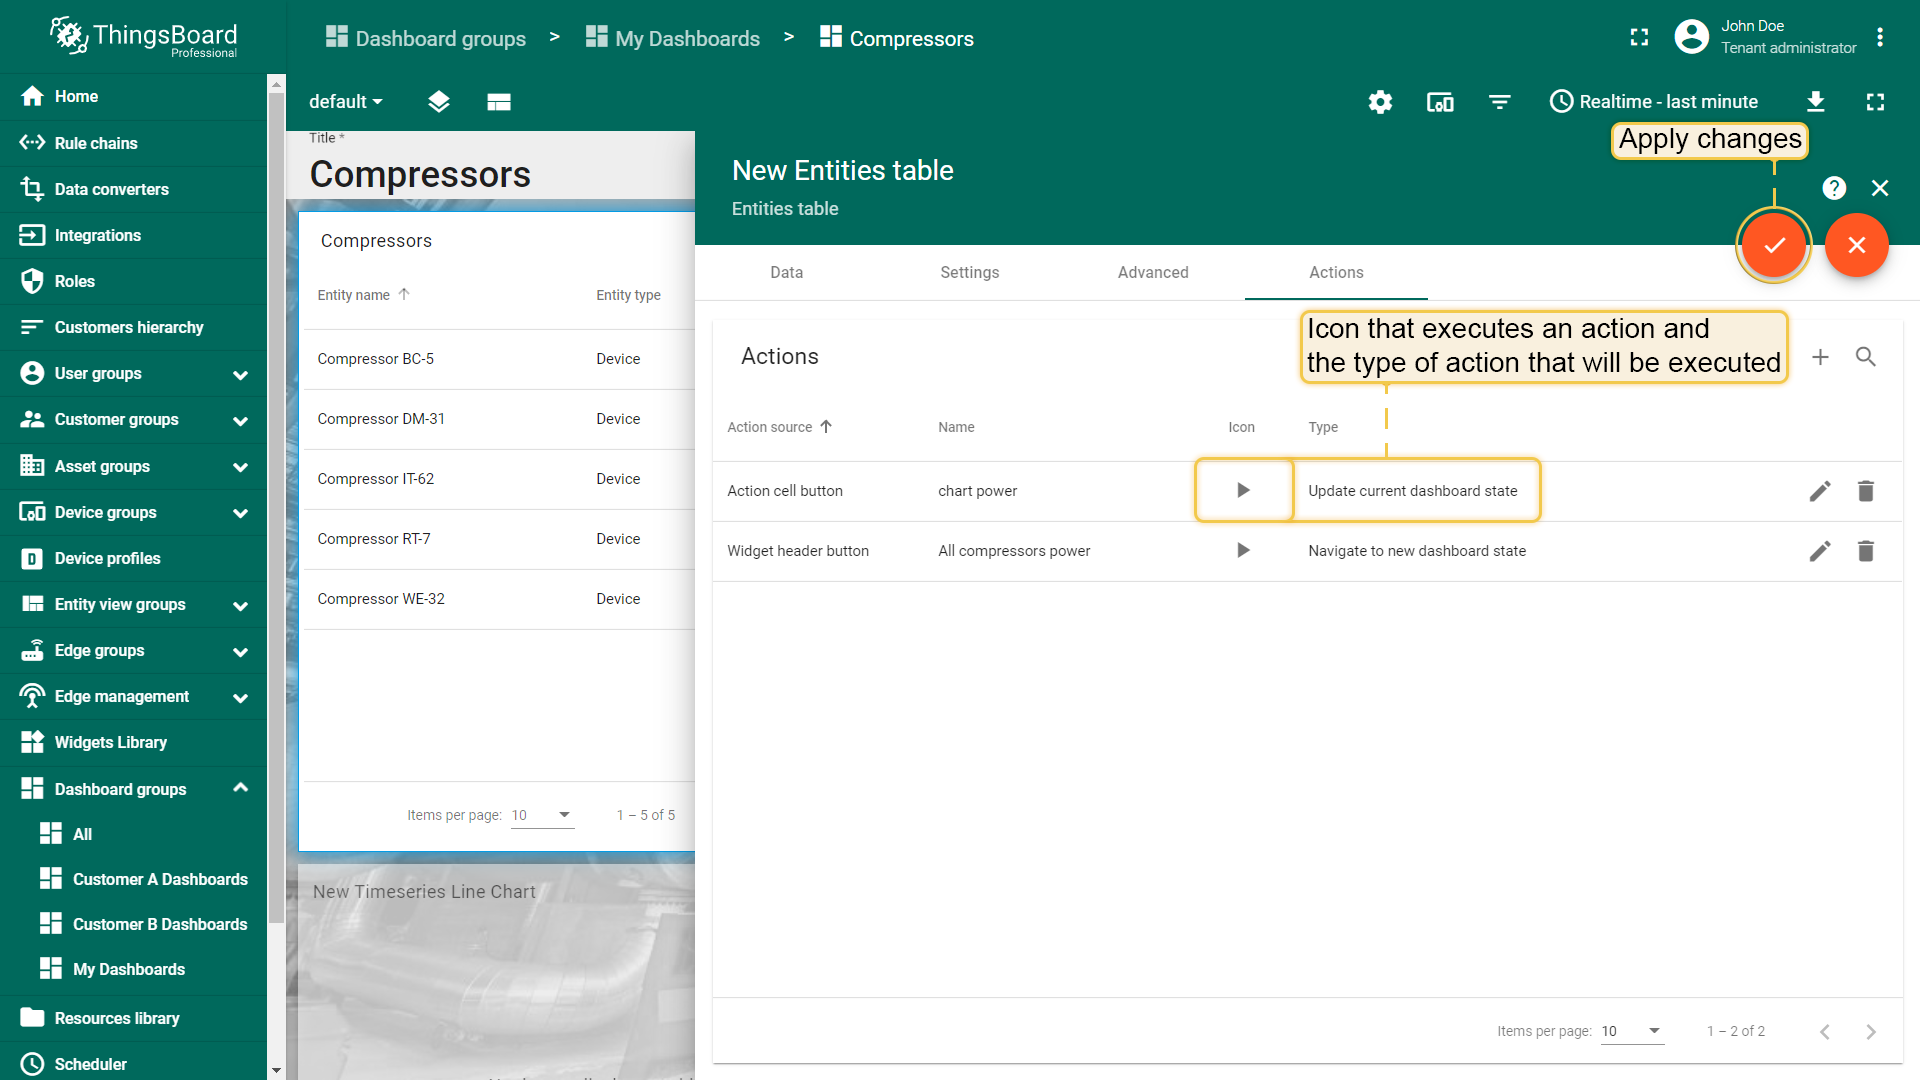 ThingsBoard
Professional
Dashboard groups > My Dashboards > Compressors
John Doe
Tenant administrator
Home
Rule chains
Data converters
Integrations
Roles
Customers hierarchy
User groups
Customer groups
Asset groups
Device groups
Device profiles
Entity view groups
Edge groups
Edge management
Widgets Library
Dashboard groups
All
Customer A Dashboards
Customer B Dashboards
My Dashboards
Resources library
Scheduler
default
Realtime - last minute
Title *
Compressors
Compressors
Entity name Entity type
Compressor BC-5 Device
Compressor DM-31 Device
Compressor IT-62 Device
Compressor RT-7 Device
Compressor WE-32 Device
Items per page: 10 1 – 5 of 5
New Timeseries Line Chart
Apply changes
New Entities table
Entities table
Data Settings Advanced Actions
Icon that executes an action and
the type of action that will be executed
Actions
Action source Name Icon Type
Action cell button chart power Update current dashboard state
Widget header button All compressors power Navigate to new dashboard state
Items per page: 10 1 – 2 of 2